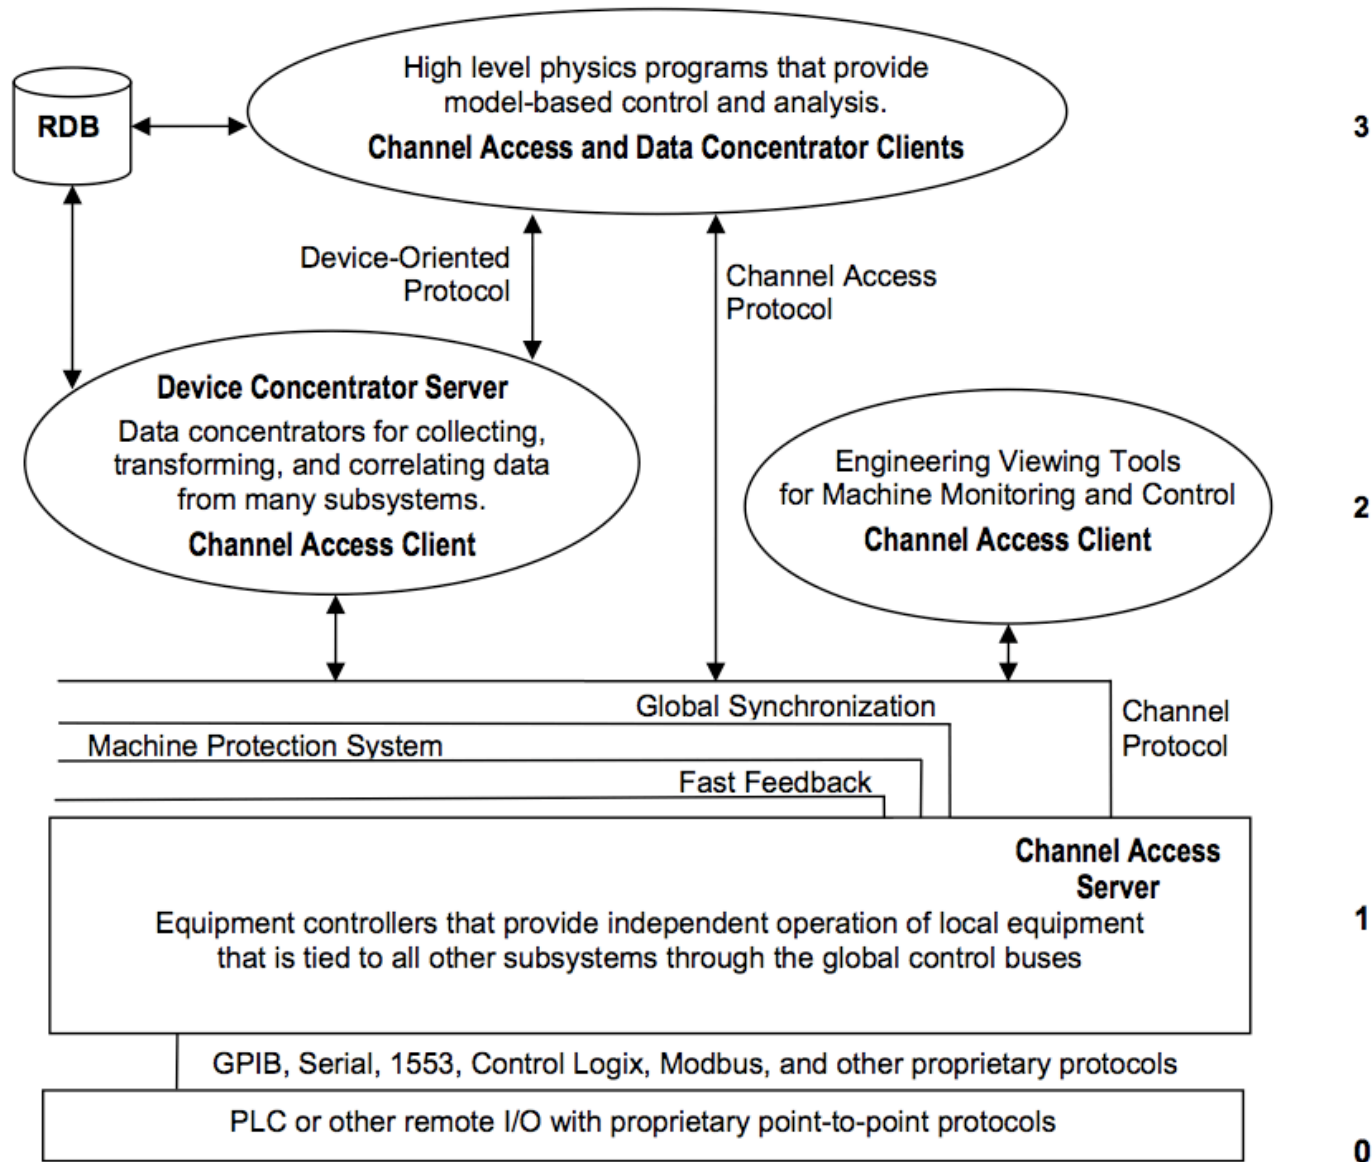 High level physics programs that provide
model-based control and analysis.
Channel Access and Data Concentrator Clients
RDB
3
Device-Oriented
Protocol
Channel Access
Protocol
Device Concentrator Server
Data concentrators for collecting,
transforming, and correlating data
from many subsystems.
Channel Access Client
Engineering Viewing Tools
for Machine Monitoring and Control
Channel Access Client
2
Global Synchronization
Machine Protection System
Fast Feedback
Channel
Protocol
Channel Access
Server
Equipment controllers that provide independent operation of local equipment
that is tied to all other subsystems through the global control buses
1
GPIB, Serial, 1553, Control Logix, Modbus, and other proprietary protocols
PLC or other remote I/O with proprietary point-to-point protocols
0